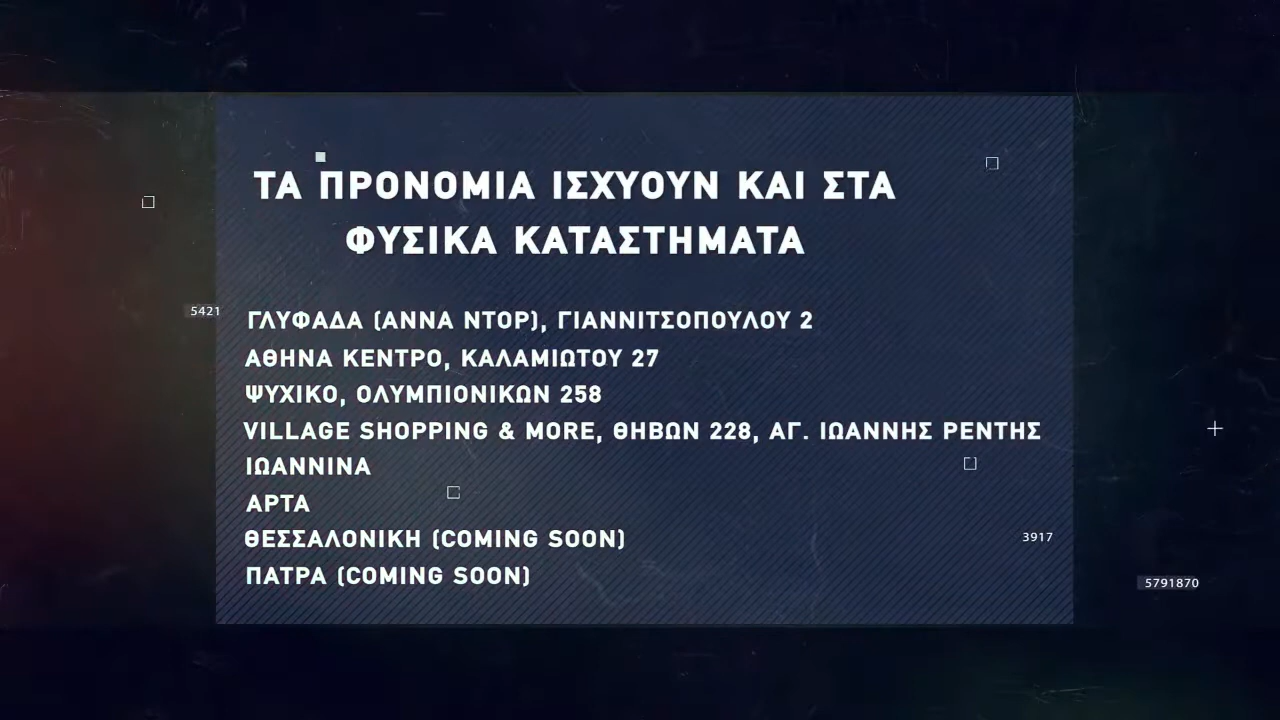 ΤΑ ΠΡΟΝΟΜΙΑ ΙΣΧΥΟΥΝ ΚΑΙ ΣΤΑ
ΦΥΣΙΚΑ ΚΑΤΑΣΤΗΜΑΤΑ
5421
ΓΛΥΦΑΔΑ (ΑΝΝΑ ΝΤΟΡ), ΓΙΑΝΝΙΤΣΟΠΟΥΛΟΥ 2
ΑΘΗΝΑ ΚΕΝΤΡΟ, ΚΑΛΑΜΙΩΤΟΥ 27
ΨΥΧΙΚΟ, ΟΛΥΜΠΙΟΝΙΚΩΝ 258
VILLAGE SHOPPING & MORE, ΘΗΒΩΝ 228, ΑΓ. ΙΩΑΝΝΗΣ ΡΕΝΤΗΣ
ΙΩΑΝΝΙΝΑ
ΑΡΤΑ
ΘΕΣΣΑΛΟΝΙΚΗ (COMING SOON)
3917
ΠΑΤΡΑ (COMING SOON)
5791870